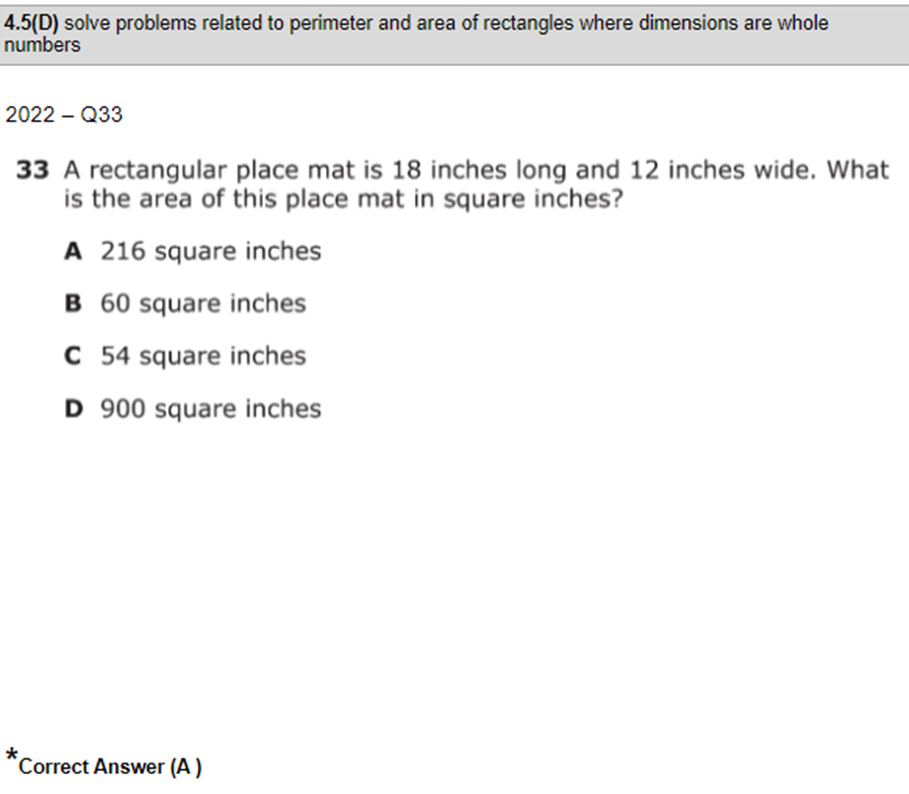 4.5(D) solve problems related to perimeter and area of rectangles where dimensions are whole
numbers
2022 – Q33
33 A rectangular place mat is 18 inches long and 12 inches wide. What
is the area of this place mat in square inches?
A 216 square inches
B 60 square inches
C 54 square inches
D 900 square inches
*Correct Answer (A )